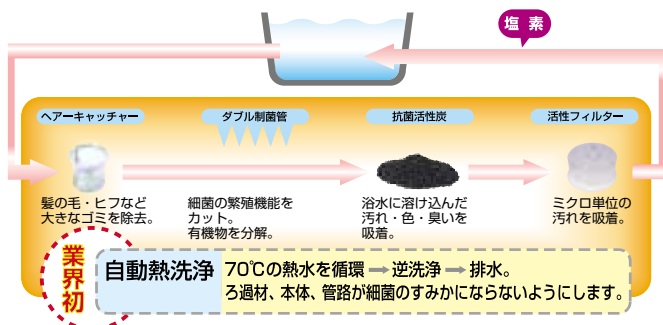 塩 素
ヘアーキャッチャー
髪の毛・ヒフなど
大きなゴミを除去。
ダブル制菌管
細菌の繁殖機能を
カット。
有機物を分解。
抗菌活性炭
浴水に溶け込んだ
汚れ・色・臭いを
吸着。
活性フィルター
ミクロ単位の
汚れを吸着。
業界初
自動熱洗浄
70℃の熱水を循環➡逆洗浄➡排水。
ろ過材、本体、管路が細菌のすみかにならないようにします。